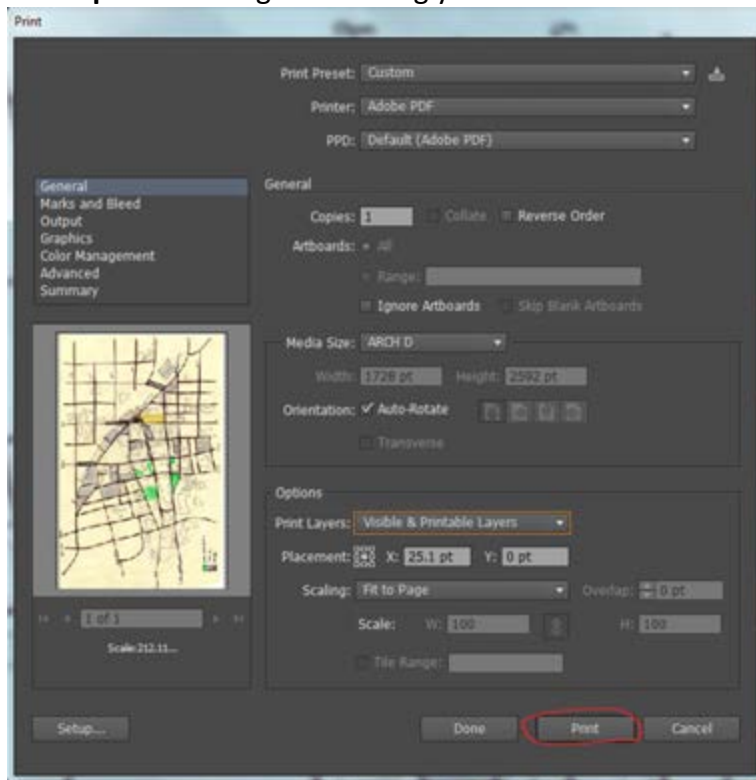 Print
Print Preset: Custom
Printer: Adobe PDF
PPD: Default (Adobe PDF)
General
Marks and Bleed
Output
Graphics
Color Management
Advanced
Summary
General
Copies: 1 Collate Reverse Order
Artboards: All
Range:
Ignore Artboards Skip Blank Artboards
Media Size: ARCH D
Width: 1728 pt Height: 2592 pt
Orientation: Auto-Rotate
Transverse
Options
Print Layers: Visible & Printable Layers
Placement: X: 25.1 pt Y: 0 pt
Scaling: Fit to Page Overlap: 0 pt
Scale: W: 100 H: 100
Tile Range:
1 of 1
Scale:212.11...
Setup... Done Print Cancel